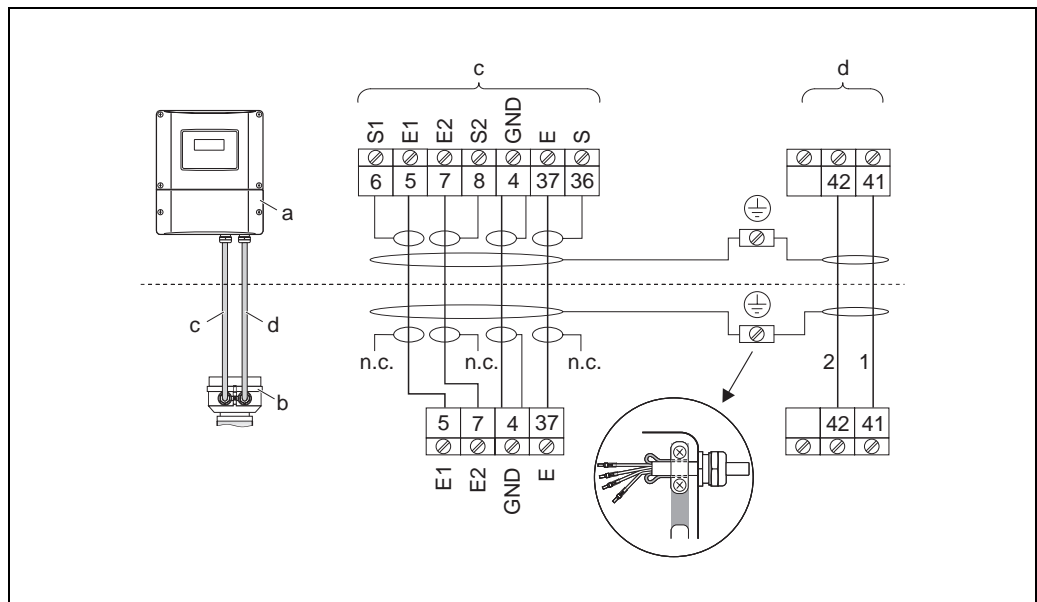 c d
S1 E1 E2 S2 GND E S
6 5 7 8 4 37 36 42 41
a
c d
n.c. n.c. n.c. 2 1
b
5 7 4 37 42 41
E1 E2 GND E